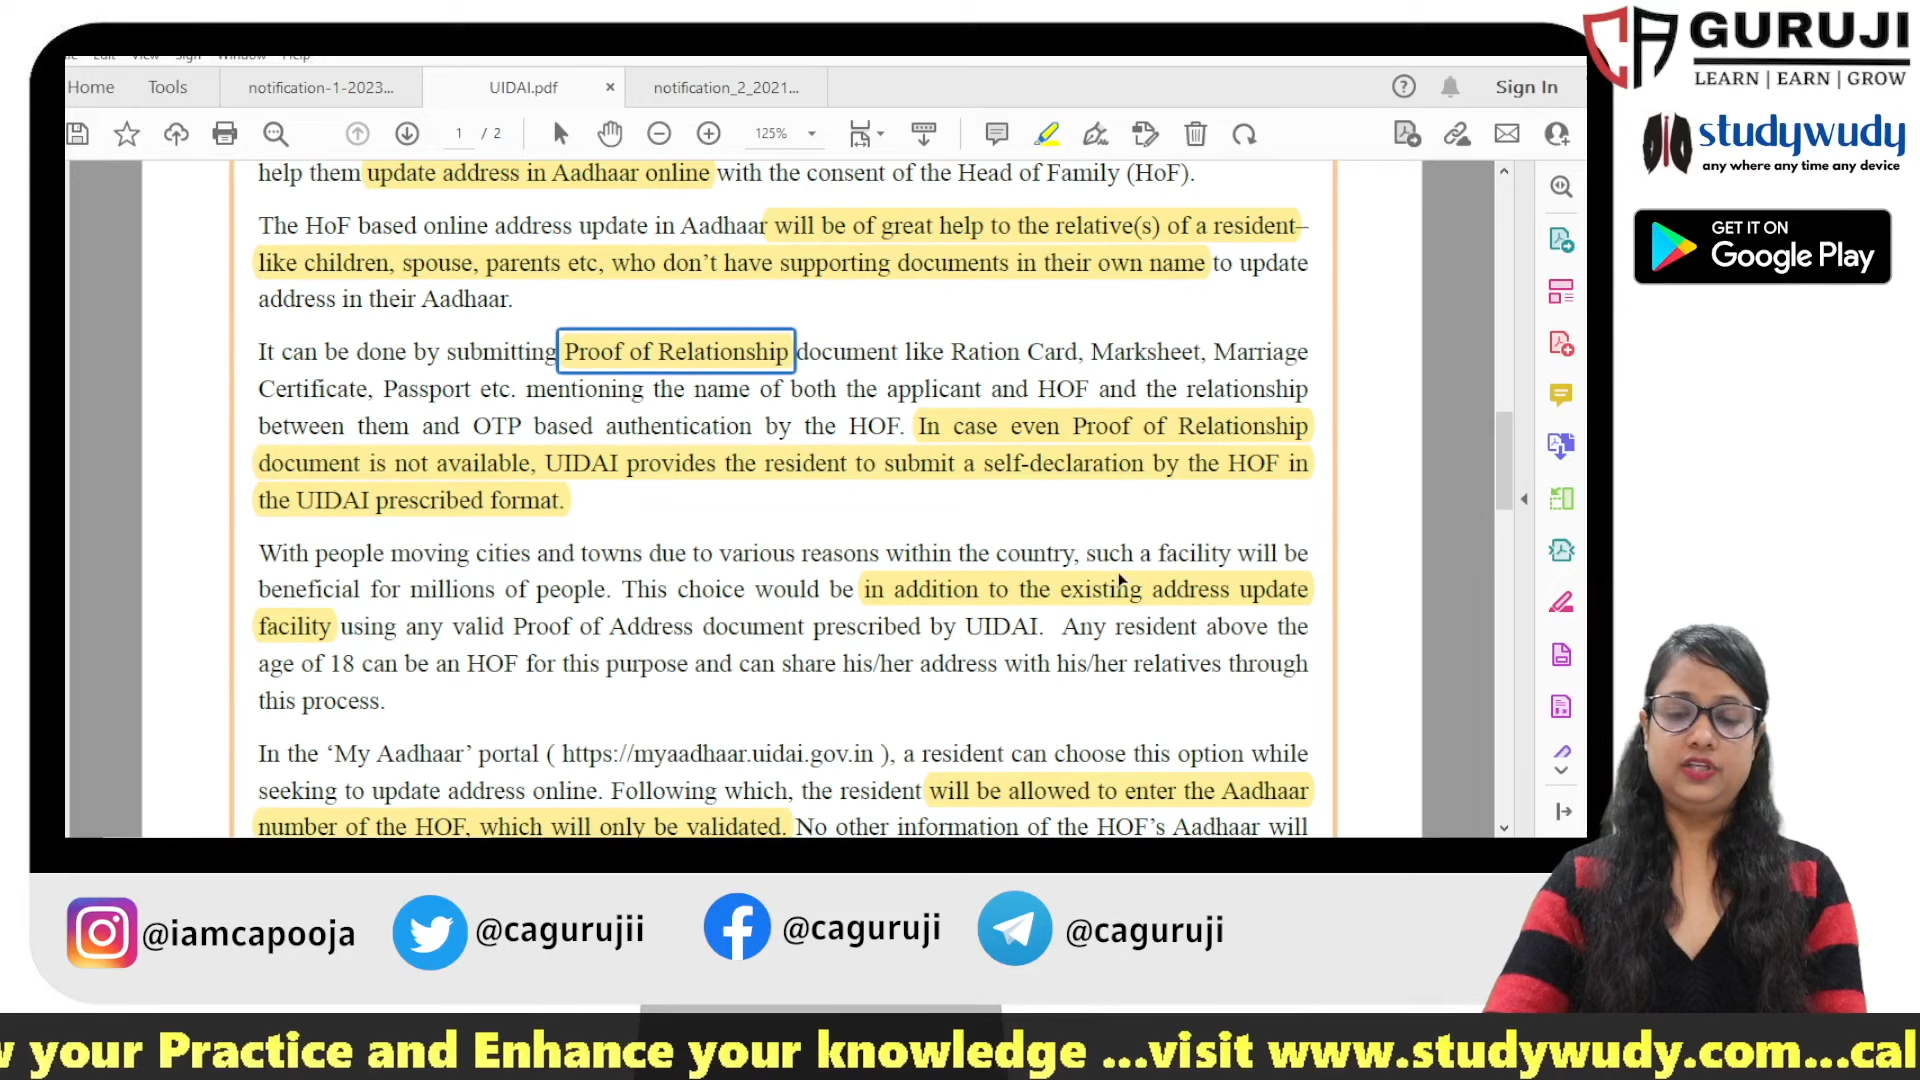 Edit View Sign Window Help
Home Tools notification-1-2023... UIDAI.pdf × notification_2_2021... Sign In
1 / 2 125%
help them update address in Aadhaar online with the consent of the Head of Family (HoF).
The HoF based online address update in Aadhaar will be of great help to the relative(s) of a resident–
like children, spouse, parents etc, who don’t have supporting documents in their own name to update
address in their Aadhaar.
It can be done by submitting Proof of Relationship document like Ration Card, Marksheet, Marriage
Certificate, Passport etc. mentioning the name of both the applicant and HOF and the relationship
between them and OTP based authentication by the HOF. In case even Proof of Relationship
document is not available, UIDAI provides the resident to submit a self-declaration by the HOF in
the UIDAI prescribed format.
With people moving cities and towns due to various reasons within the country, such a facility will be
beneficial for millions of people. This choice would be in addition to the existing address update
facility using any valid Proof of Address document prescribed by UIDAI. Any resident above the
age of 18 can be an HOF for this purpose and can share his/her address with his/her relatives through
this process.
In the ‘My Aadhaar’ portal ( https://myaadhaar.uidai.gov.in ), a resident can choose this option while
seeking to update address online. Following which, the resident will be allowed to enter the Aadhaar
number of the HOF, which will only be validated. No other information of the HOF’s Aadhaar will
CA GURUJI
LEARN | EARN | GROW
studywudy
any where any time any device
GET IT ON
Google Play
@iamcapooja @cagurujii @caguruji @caguruji
your Practice and Enhance your knowledge ...visit www.studywudy.com...cal